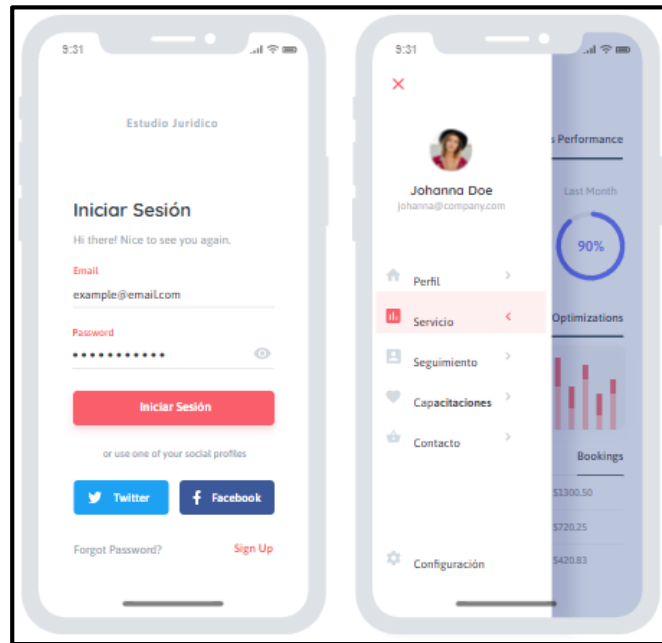 9:31
Estudio Juridico
Iniciar Sesión
Hi there! Nice to see you again.
Email
example@email.com
Password
Iniciar Sesión
or use one of your social profiles
Twitter
Facebook
Forgot Password?
Sign Up
9:31
Johanna Doe
johanna@company.com
Perfil
Servicio
Seguimiento
Capacitaciones
Contacto
Configuración
s Performance
Last Month
90%
Optimizations
Bookings
$1300.50
$720.25
$420.83